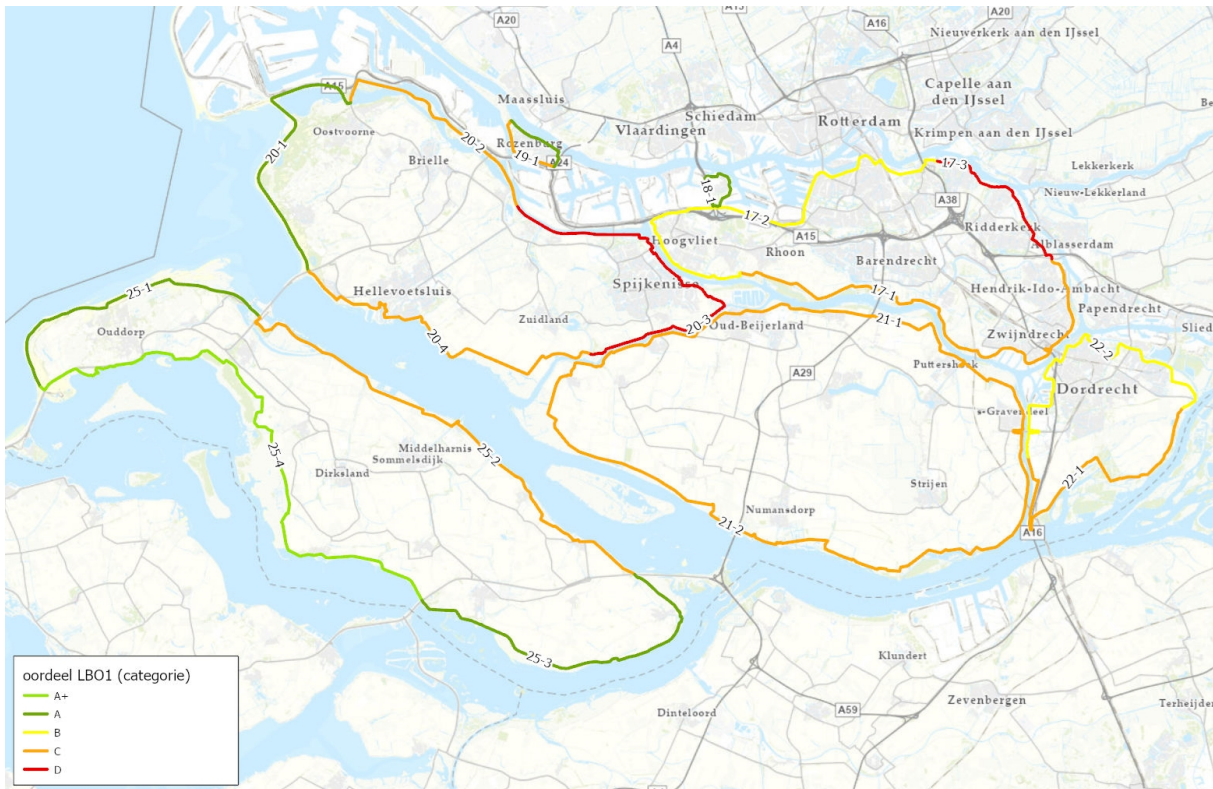 A20
A13
A16
A20
Nieuwerkerk aan den IJssel
A4
Capelle aan
den IJssel
A15
Maassluis
Schiedam
Vlaardingen
Rotterdam
Krimpen aan den IJssel
Oostvoorne
20-2
Rozenburg
19-1
A24
17-3
Lekkerkerk
Brielle
20-1
18-1
Nieuw-Lekkerland
A38
17-2
Ridderkerk
A15
Hoogvliet
Rhoon
Barendrecht
Alblasserdam
Spijkenisse
Hendrik-Ido-Ambacht
25-1
Hellevoetsluis
17-1
Papendrecht
Zuidland
20-3
Oud-Beijerland
21-1
Ouddorp
20-4
Zwijndrecht
Slied
22-2
Puttershoek
A29
Dordrecht
s-Gravendeel
25-4
Middelharnis
Sommelsdijk
25-2
Dirksland
22-1
Strijen
Numansdorp
21-2
A16
25-3
Klundert
Zevenbergen
Dinteloord
A59
Terheijden
oordeel LBO1 (categorie)
A+
A
B
C
D